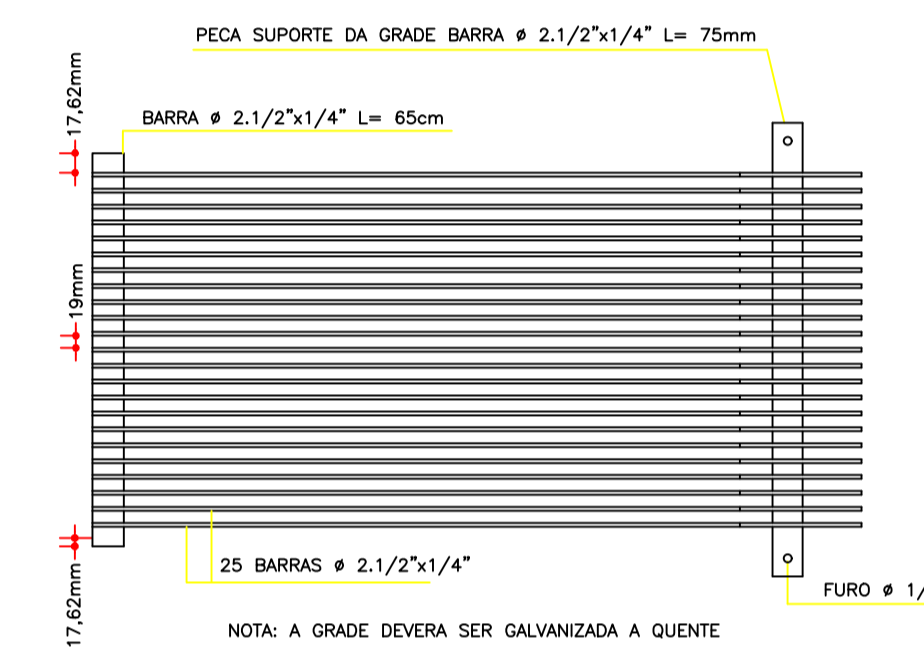 PECA SUPORTE DA GRADE BARRA ø 2.1/2"x1/4" L= 75mm
17,62mm
BARRA ø 2.1/2"x1/4" L= 65cm
19mm
25 BARRAS ø 2.1/2"x1/4"
17,62mm
FURO ø 1/
NOTA: A GRADE DEVERA SER GALVANIZADA A QUENTE